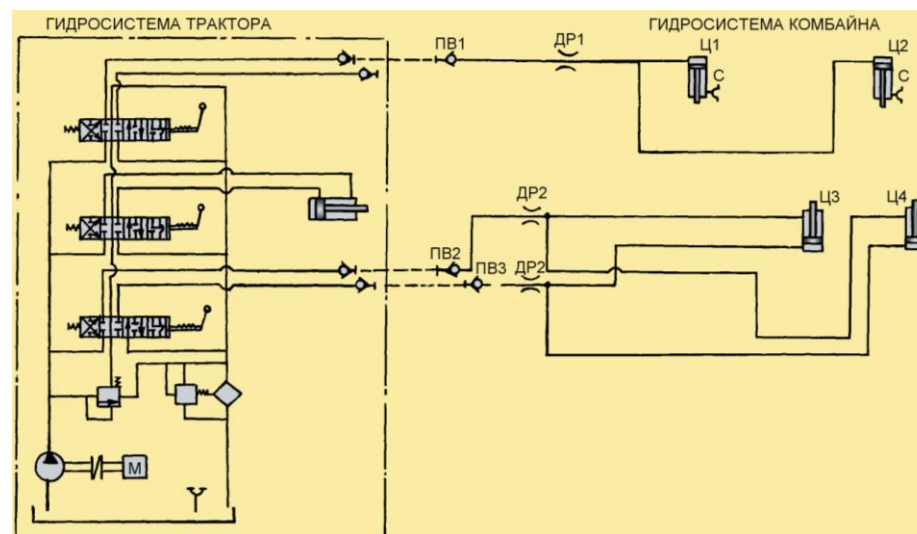 ГИДРОСИСТЕМА ТРАКТОРА
ГИДРОСИСТЕМА КОМБАЙНА
ПВ1
ДР1
Ц1
Ц2
С
С
ДР2
Ц3
Ц4
ПВ2
ПВ3
ДР2
М